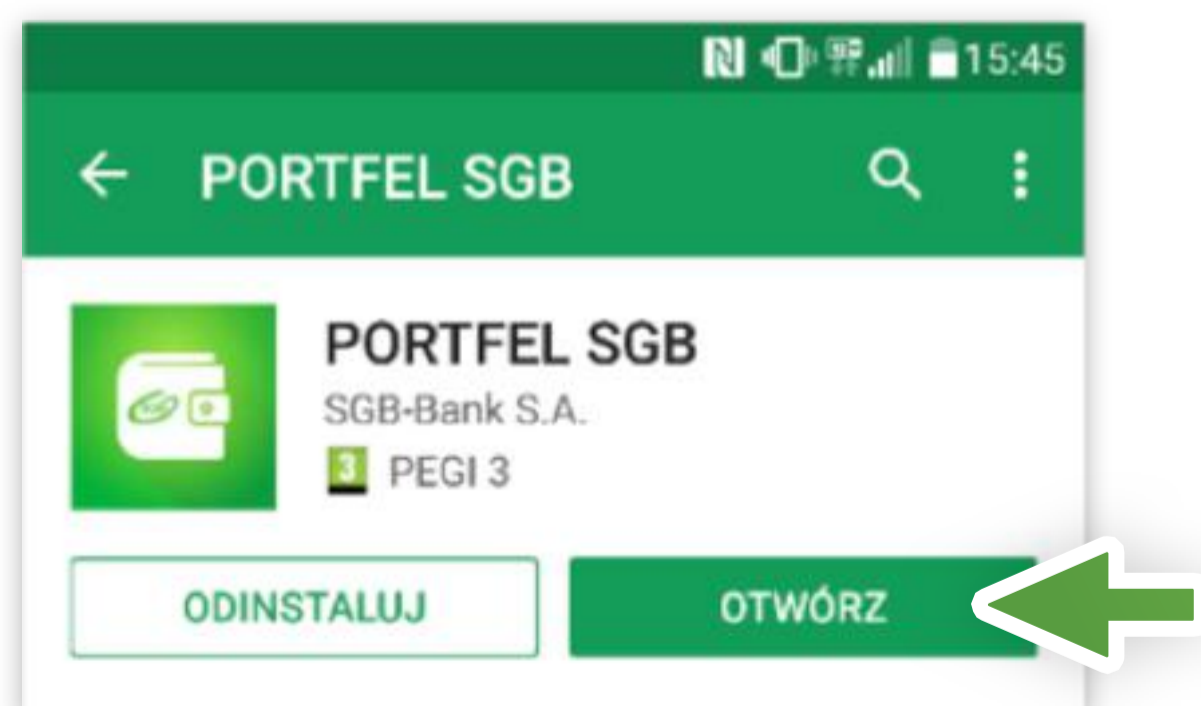 15:45
PORTFEL SGB
PORTFEL SGB
SGB-Bank S.A.
3 PEGI 3
ODINSTALUJ
OTWÓRZ